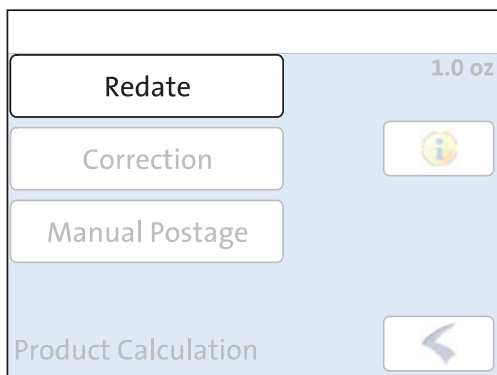 Redate
1.0 oz
Correction
Manual Postage
Product Calculation